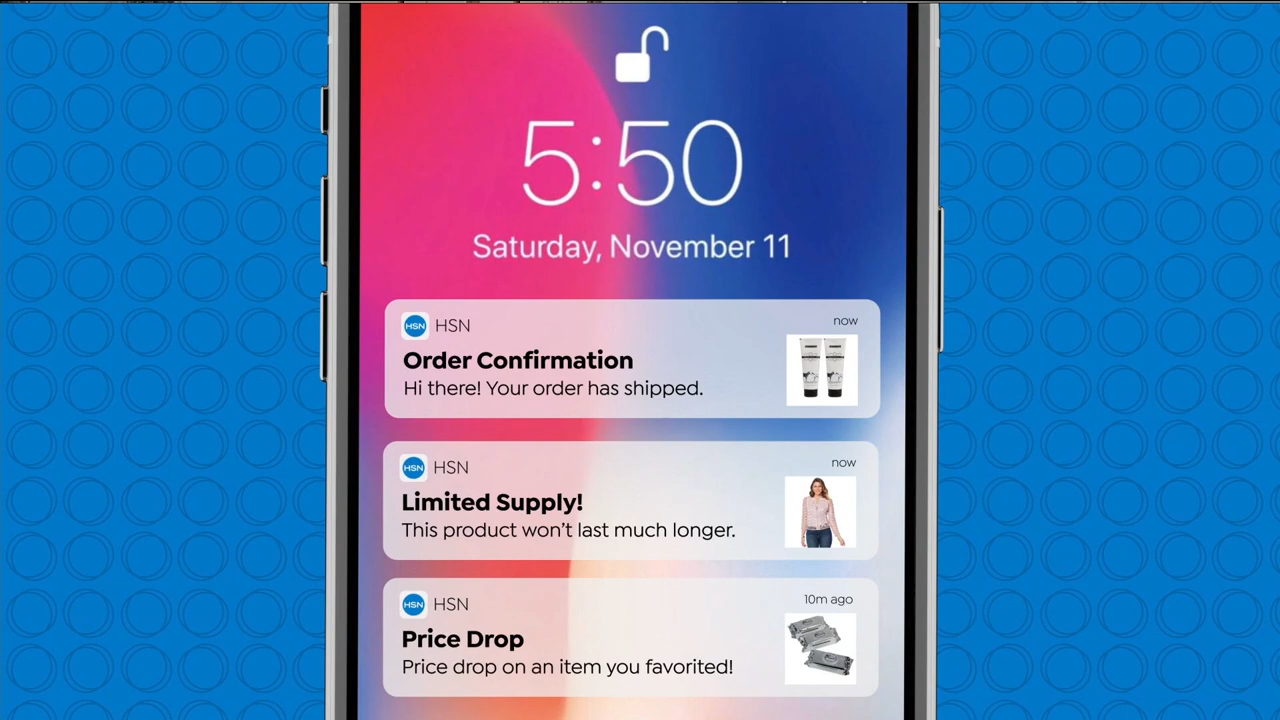 5:50
Saturday, November 11
HSN HSN
now
Order Confirmation
Hi there! Your order has shipped.
HSN HSN
now
Limited Supply!
This product won't last much longer.
HSN HSN
10m ago
Price Drop
Price drop on an item you favorited!